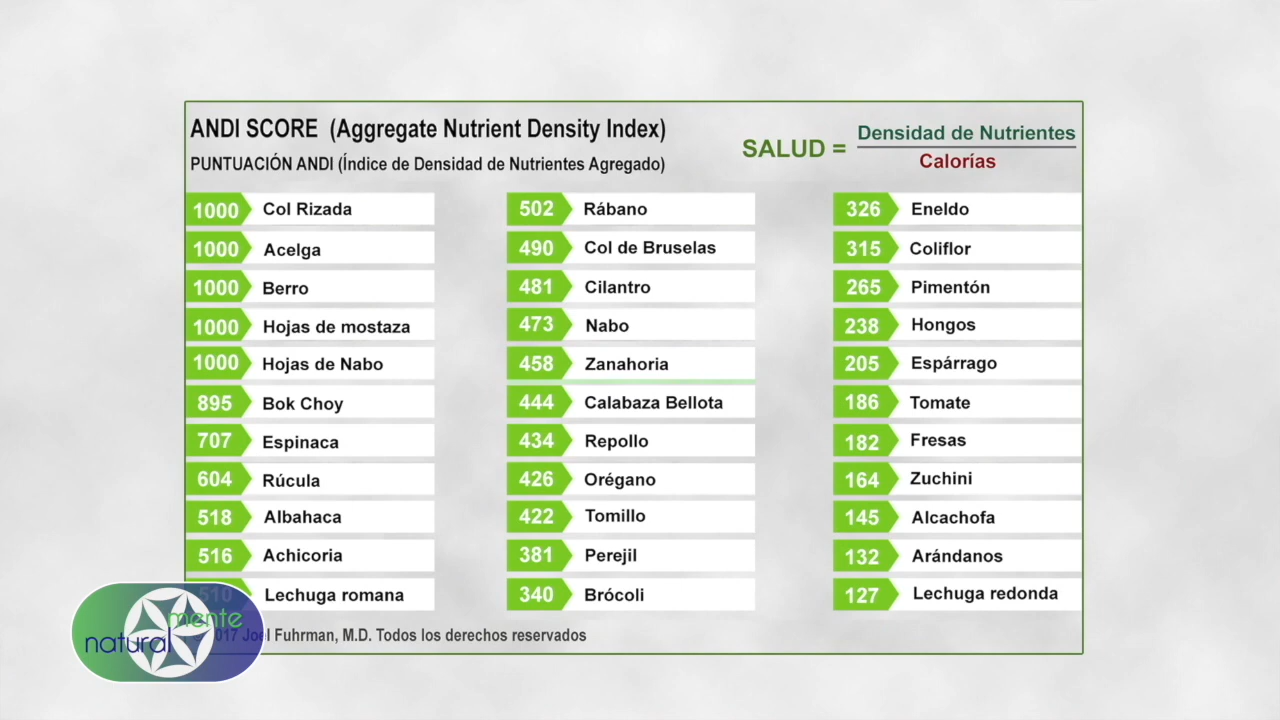 ANDI SCORE (Aggregate Nutrient Density Index)
PUNTUACIÓN ANDI (Índice de Densidad de Nutrientes Agregado)
SALUD = Densidad de Nutrientes
Calorías
1000 Col Rizada
1000 Acelga
1000 Berro
1000 Hojas de mostaza
1000 Hojas de Nabo
895 Bok Choy
707 Espinaca
604 Rúcula
518 Albahaca
516 Achicoria
510 Lechuga romana
502 Rábano
490 Col de Bruselas
481 Cilantro
473 Nabo
458 Zanahoria
444 Calabaza Bellota
434 Repollo
426 Orégano
422 Tomillo
381 Perejil
340 Brócoli
326 Eneldo
315 Coliflor
265 Pimentón
238 Hongos
205 Espárrago
186 Tomate
182 Fresas
164 Zuchini
145 Alcachofa
132 Arándanos
127 Lechuga redonda
017 Joel Fuhrman, M.D. Todos los derechos reservados
mente
natural